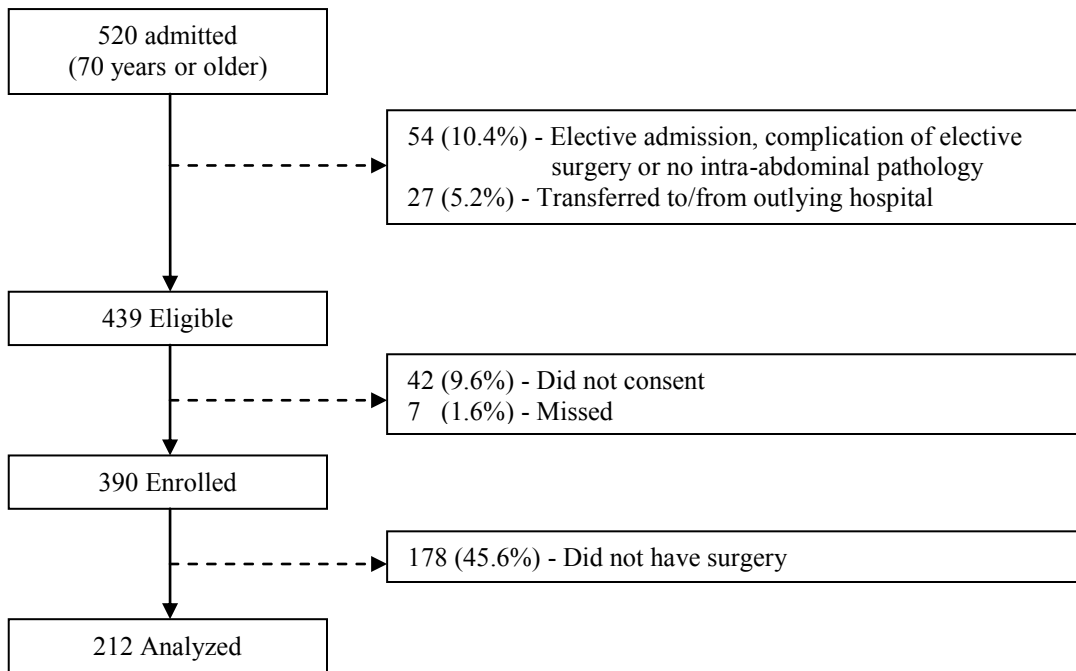 520 admitted
(70 years or older)
54 (10.4%) - Elective admission, complication of elective
surgery or no intra-abdominal pathology
27 (5.2%) - Transferred to/from outlying hospital
439 Eligible
42 (9.6%) - Did not consent
7 (1.6%) - Missed
390 Enrolled
178 (45.6%) - Did not have surgery
212 Analyzed